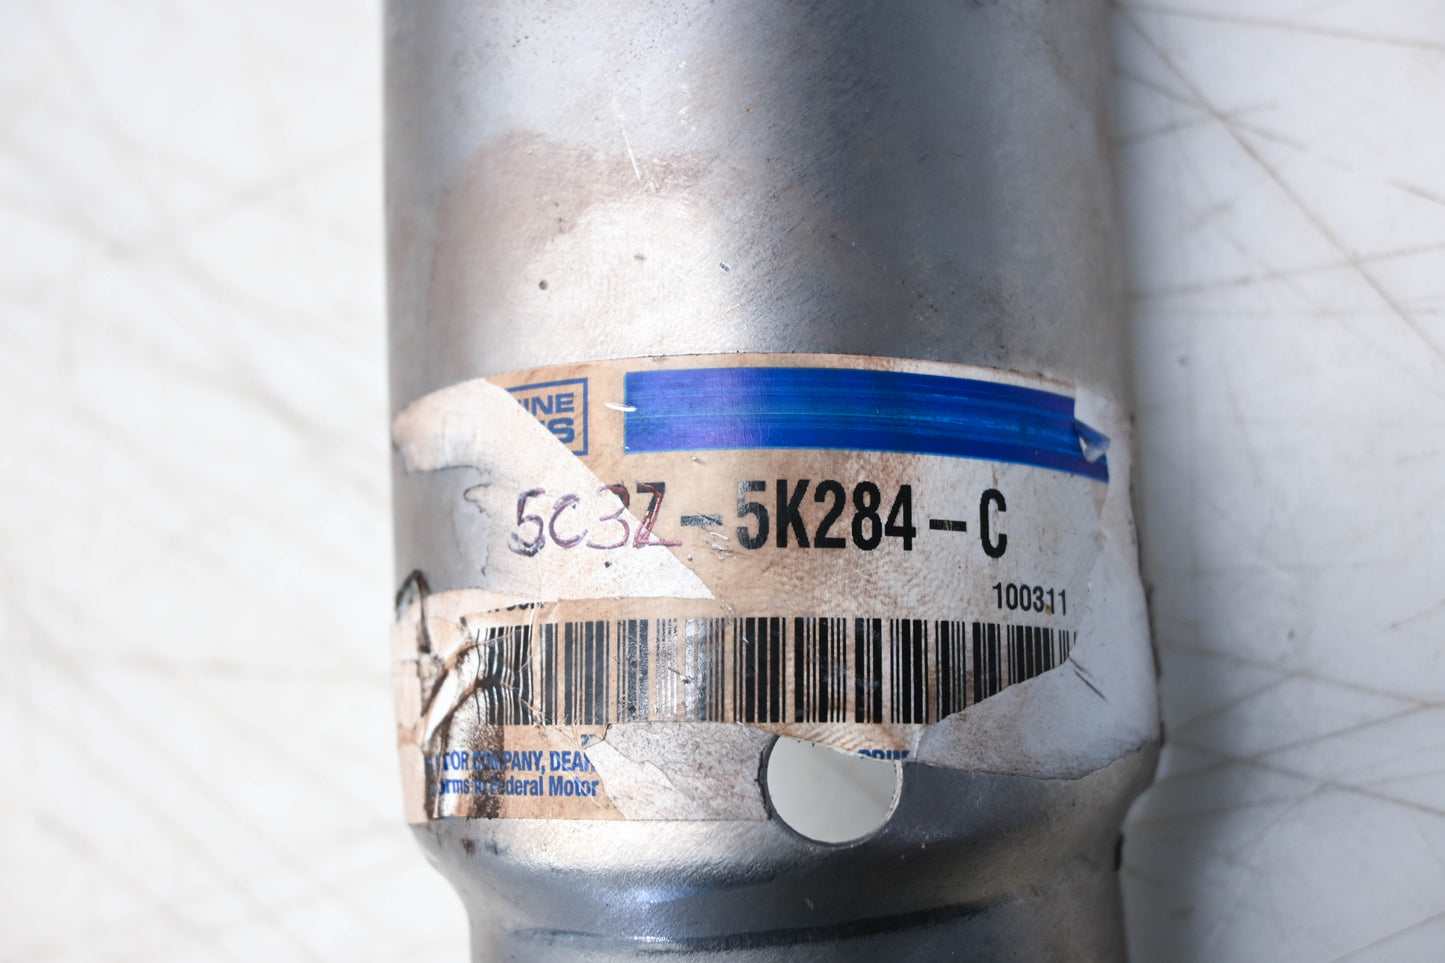 INE
5C3Z-5K284-C
100311
TOR COMPANY, DEAR
orms to Federal Motor